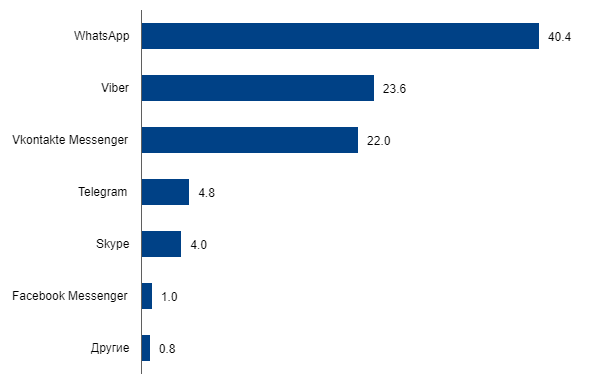 WhatsApp 40.4
Viber 23.6
Vkontakte Messenger 22.0
Telegram 4.8
Skype 4.0
Facebook Messenger 1.0
Другие 0.8